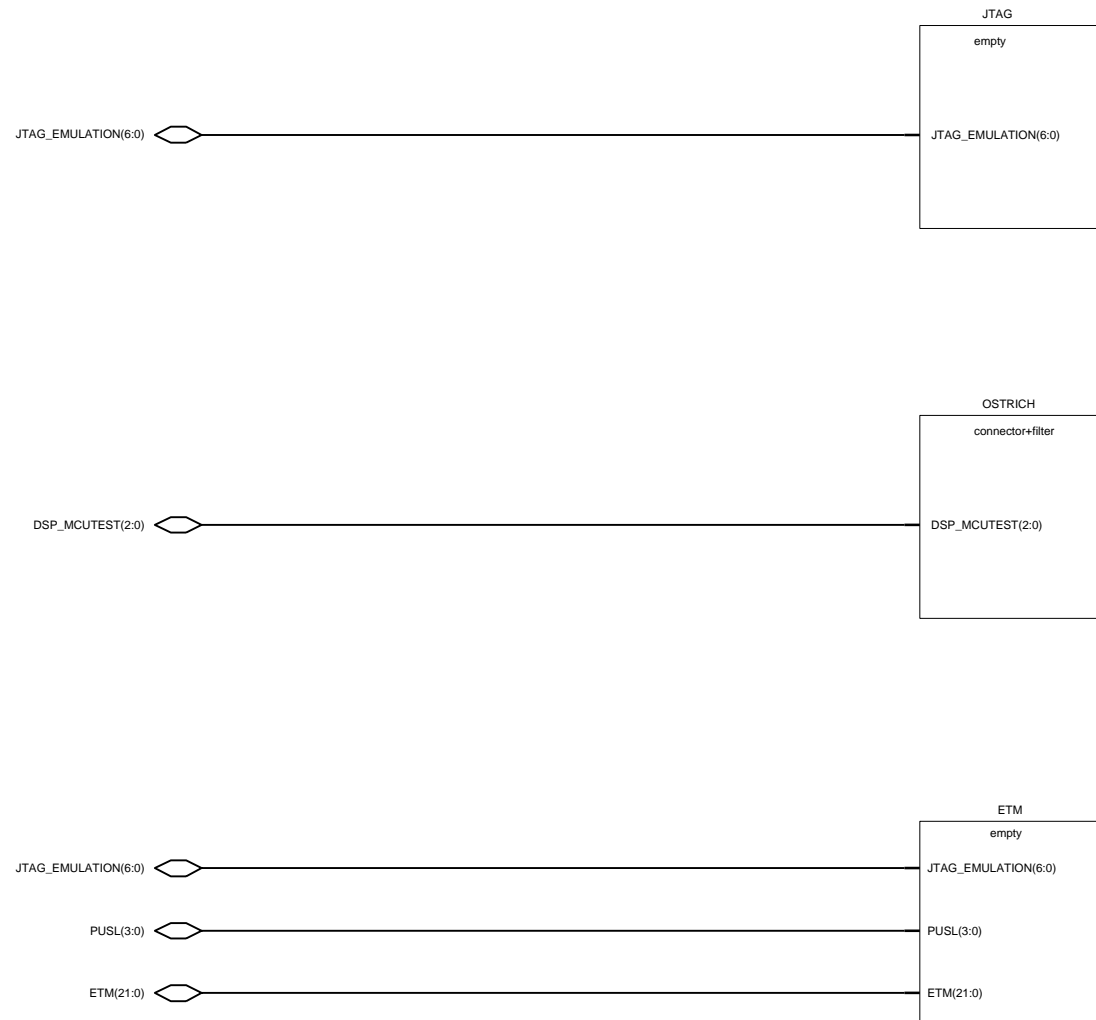 JTAG
empty
JTAG_EMULATION(6:0)
JTAG_EMULATION(6:0)
OSTRICH
connector+filter
DSP_MCUTEST(2:0)
DSP_MCUTEST(2:0)
ETM
empty
JTAG_EMULATION(6:0)
JTAG_EMULATION(6:0)
PUSL(3:0)
PUSL(3:0)
ETM(21:0)
ETM(21:0)